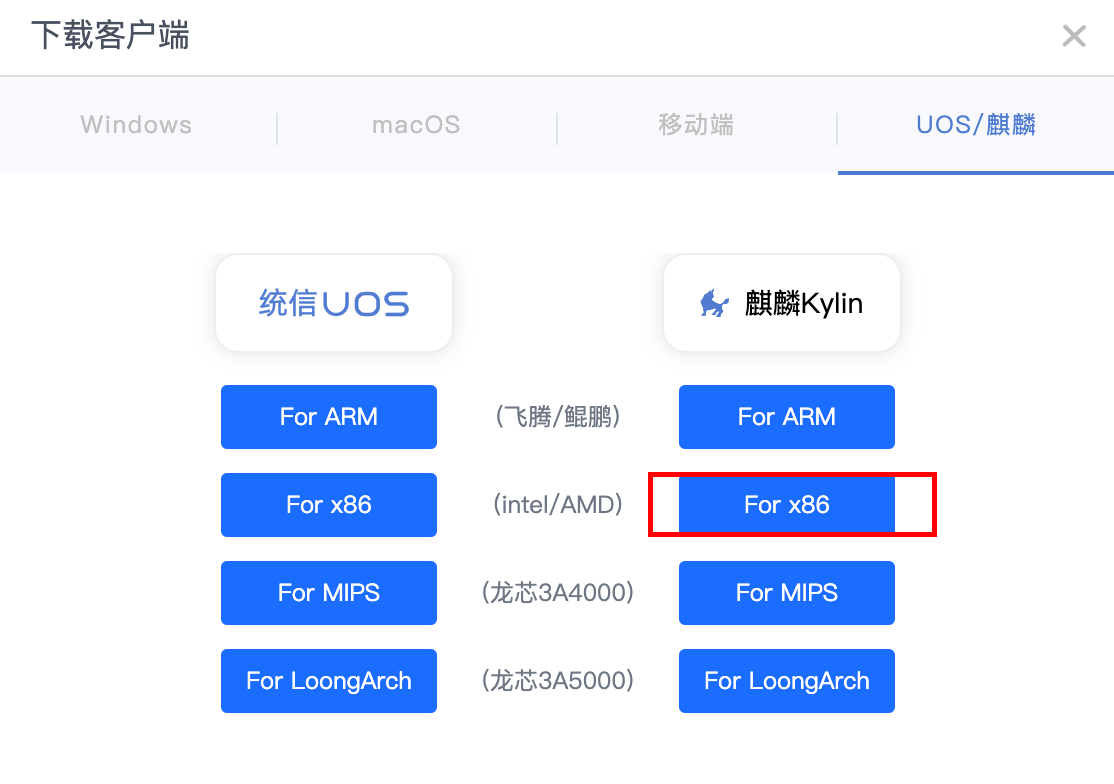 下载客户端
Windows macOS 移动端 UOS/麒麟
统信UOS 麒麟Kylin
For ARM (飞腾/鲲鹏) For ARM
For x86 (intel/AMD) For x86
For MIPS (龙芯3A4000) For MIPS
For LoongArch (龙芯3A5000) For LoongArch